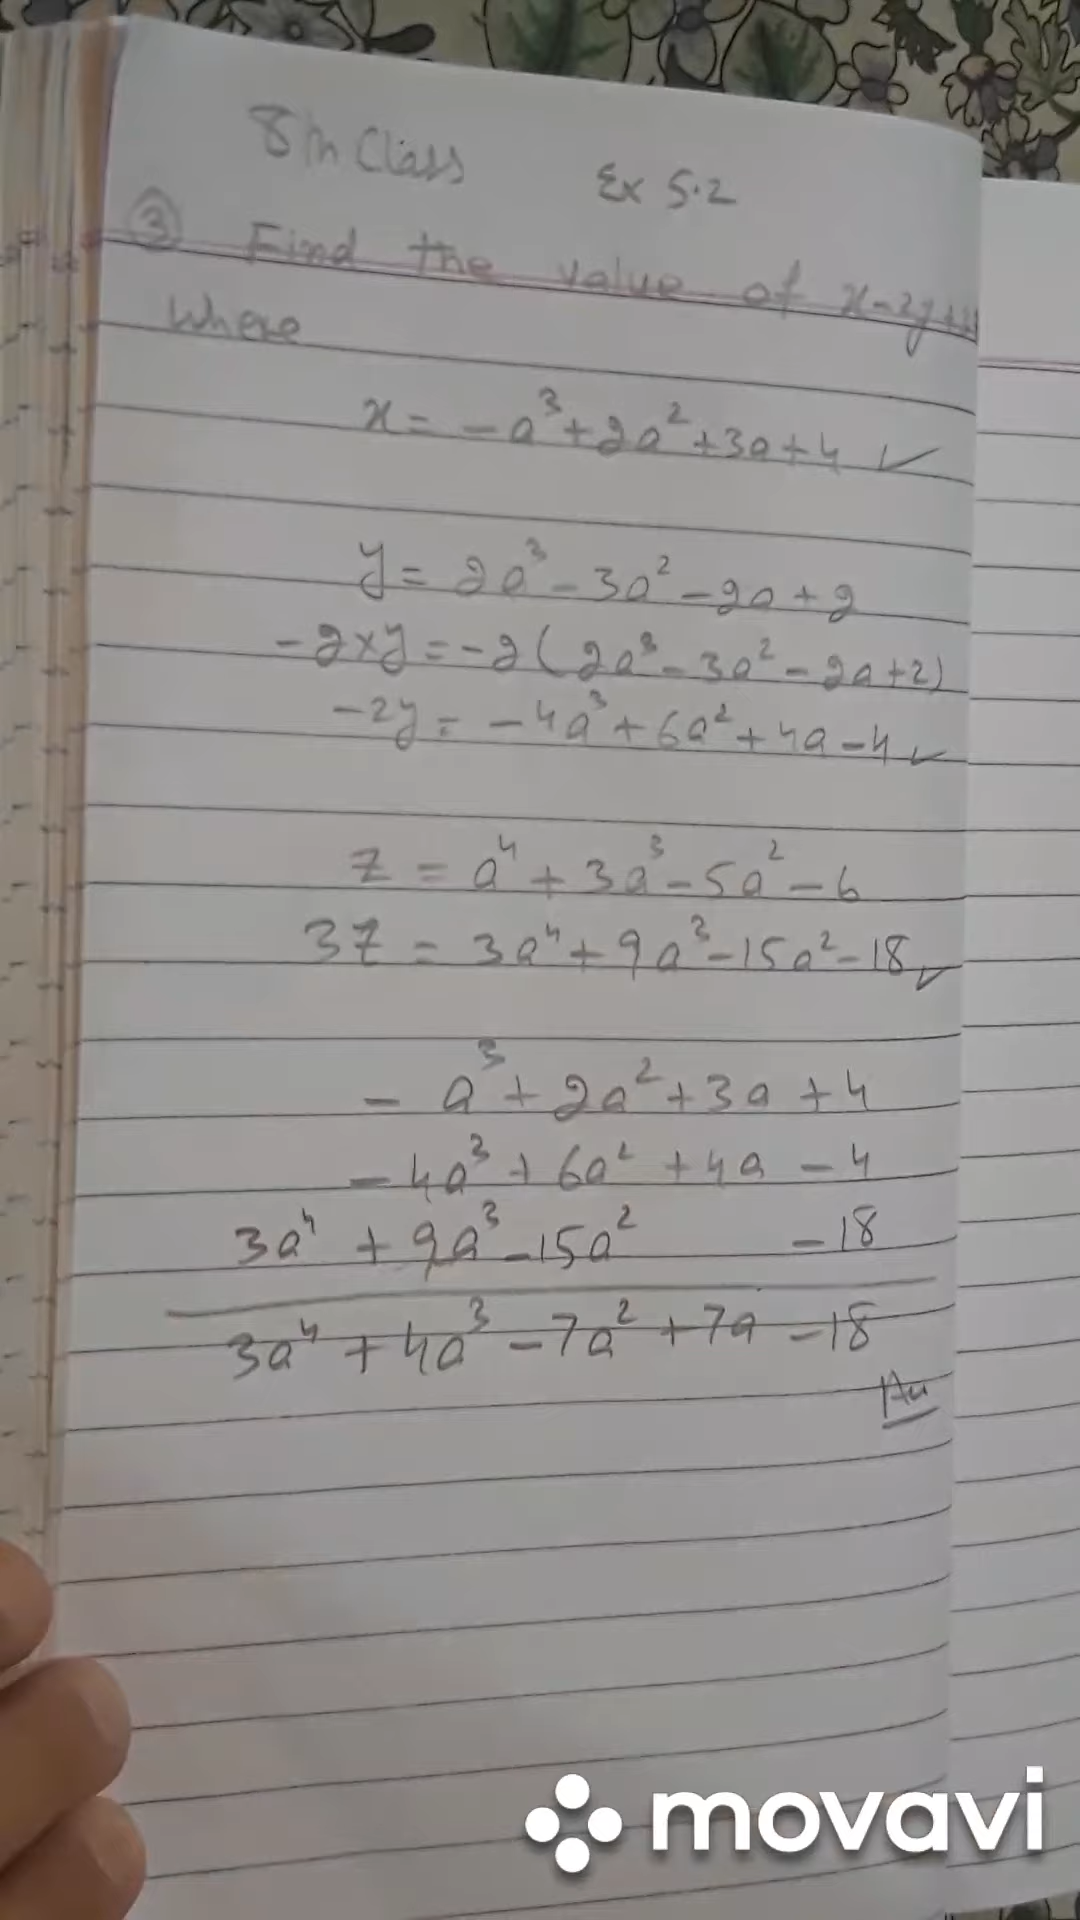 8th Class Ex 5.2
③ Find the value of x-2y+
where
x = -a³+2a²+3a+4 ✓
y = 2a³-3a²-2a+2
-2×y = -2(2a³-3a²-2a+2)
-2y = -4a³+6a²+4a-4 ✓
z = a⁴+3a³-5a²-6
3z = 3a⁴+9a³-15a²-18 ✓
-a³+2a²+3a+4
-4a³+6a²+4a-4
3a⁴+9a³-15a² -18
3a⁴+4a³-7a²+7a-18
movavi